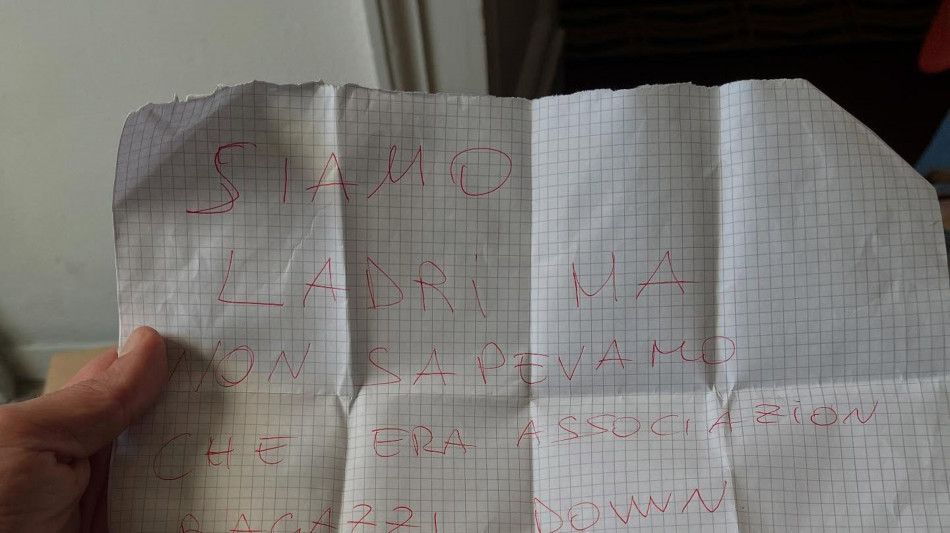 SIAMO
LADRI MA
NON SAPEVAMO
CHE ERA ASSOCIAZION
RAGAZZI DOWN